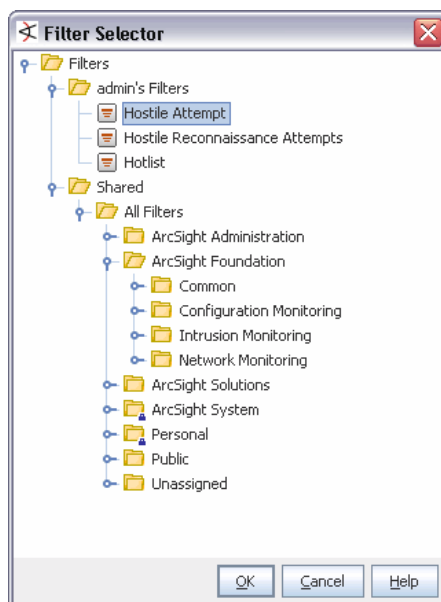 Filter Selector
Filters
admin's Filters
Hostile Attempt
Hostile Reconnaissance Attempts
Hotlist
Shared
All Filters
ArcSight Administration
ArcSight Foundation
Common
Configuration Monitoring
Intrusion Monitoring
Network Monitoring
ArcSight Solutions
ArcSight System
Personal
Public
Unassigned
OK Cancel Help